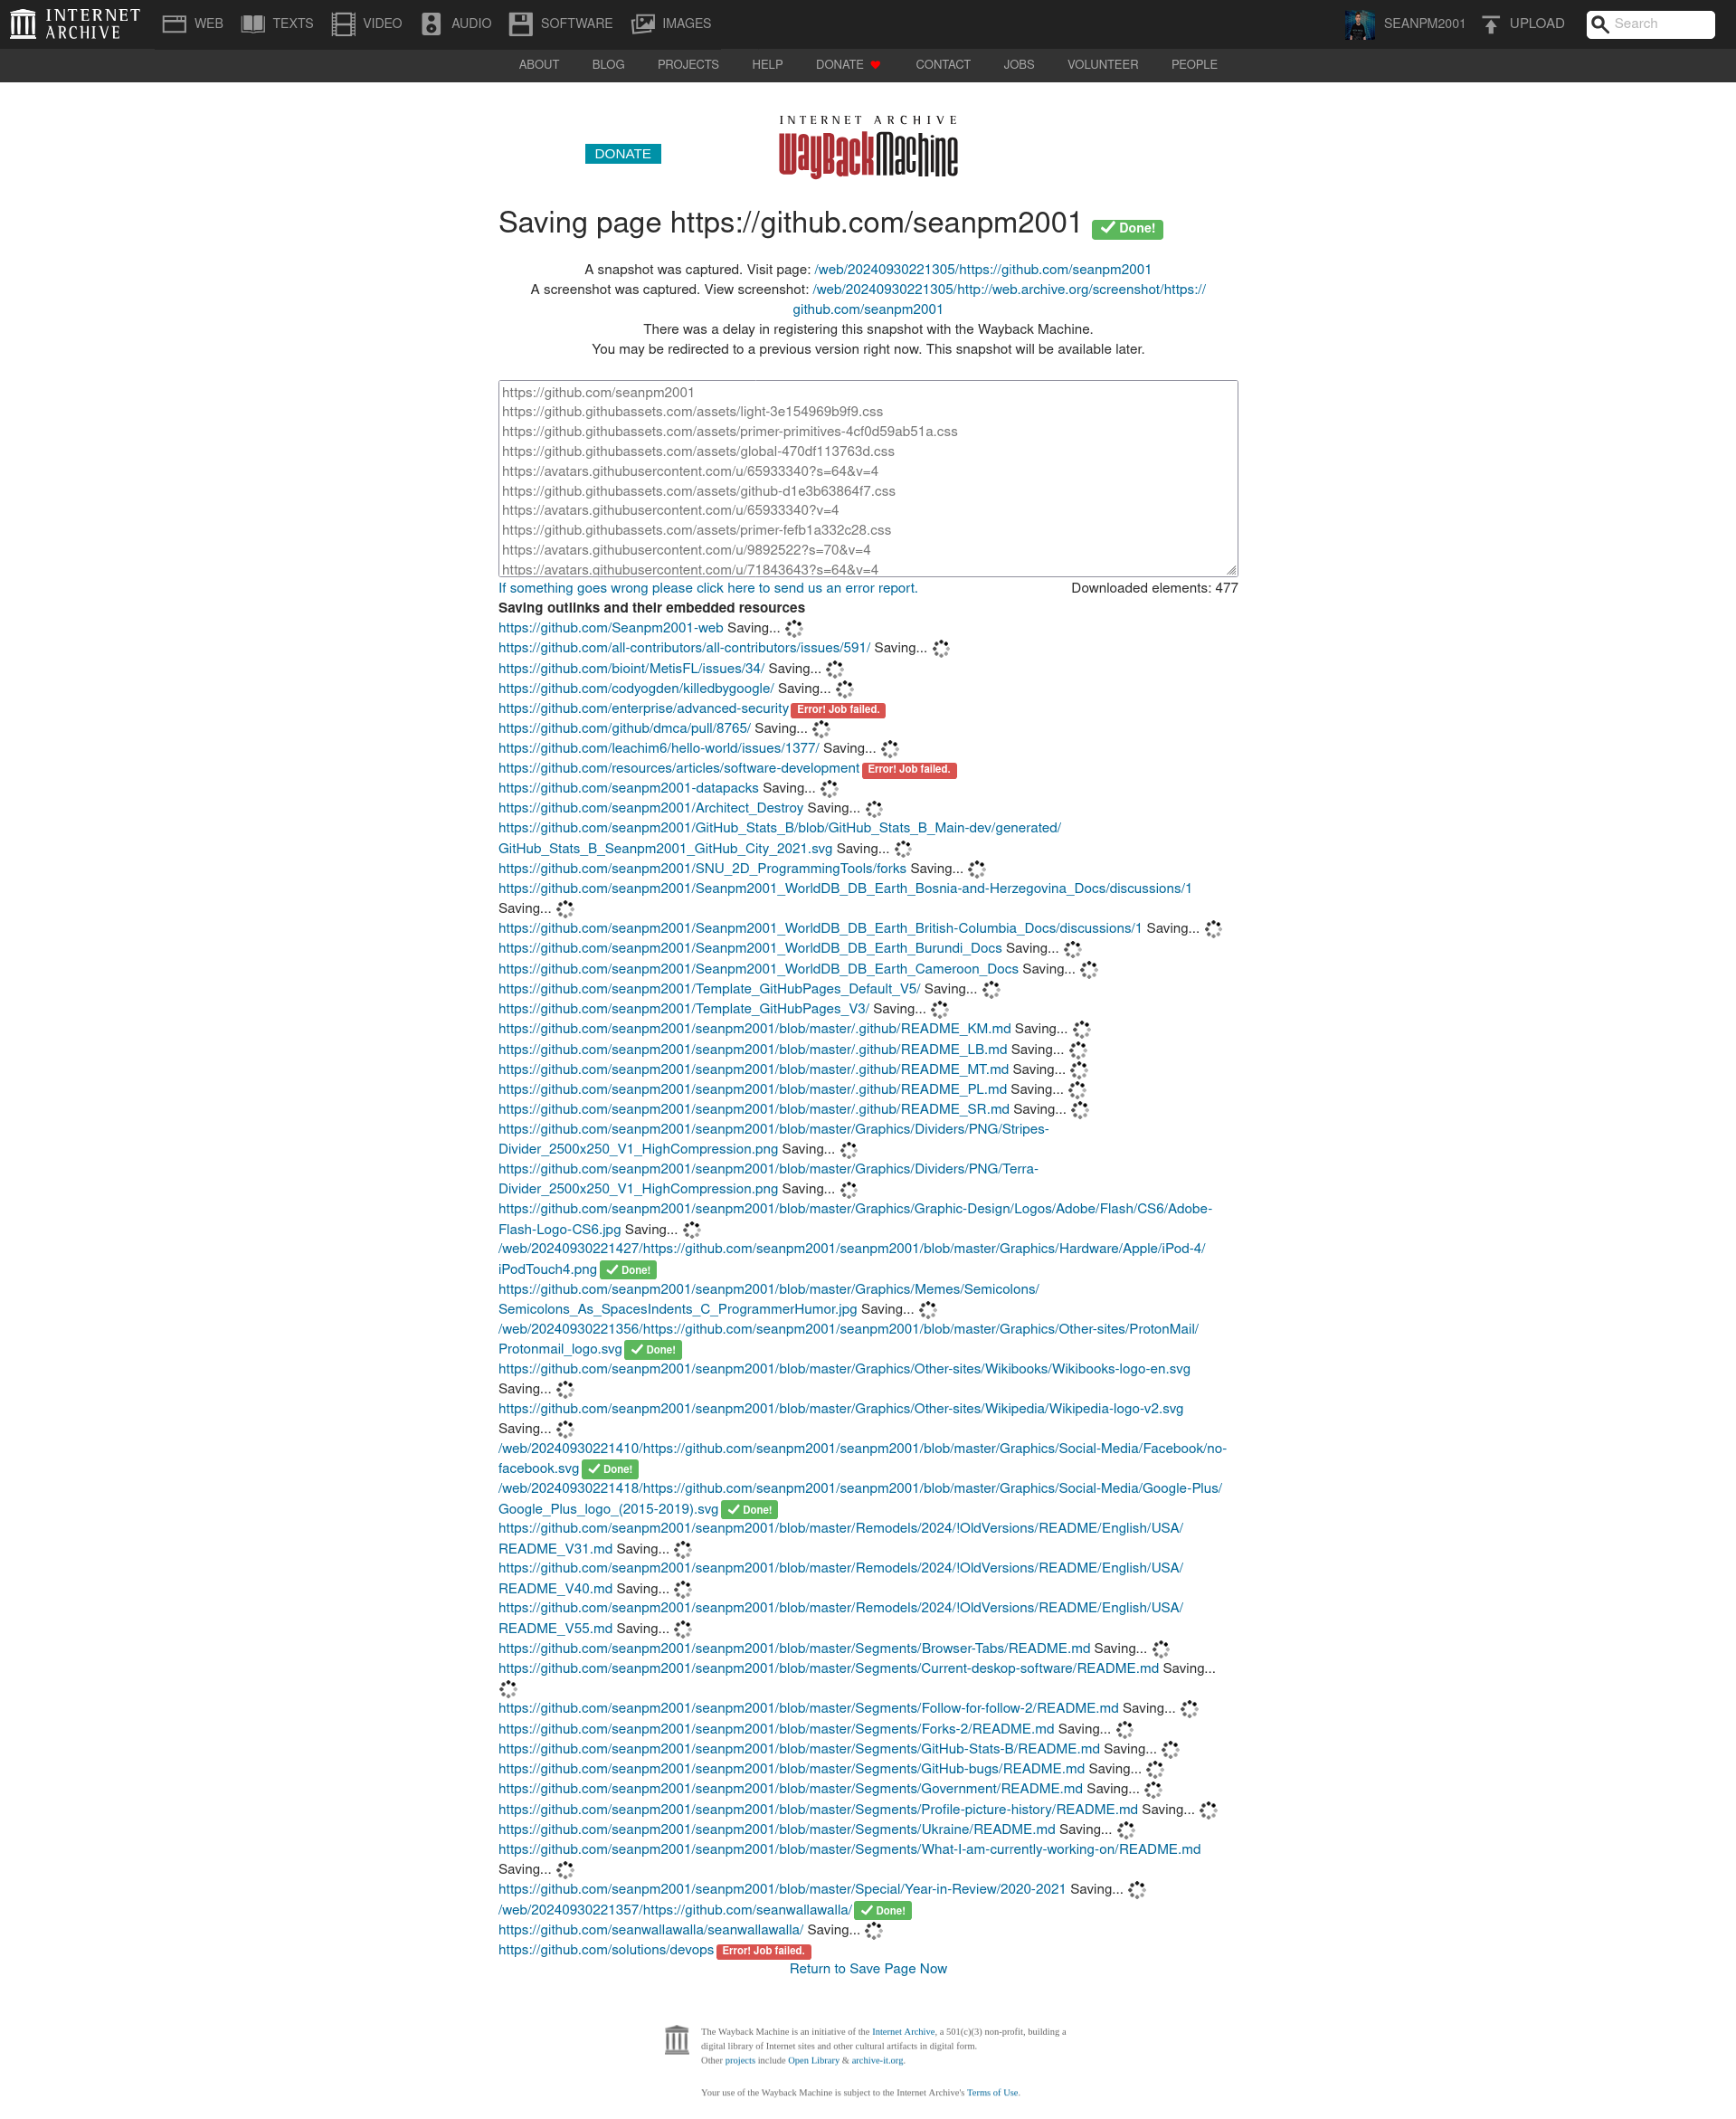 INTERNET ARCHIVE WEB TEXTS VIDEO AUDIO SOFTWARE IMAGES SEANPM2001 UPLOAD Search
ABOUT BLOG PROJECTS HELP DONATE CONTACT JOBS VOLUNTEER PEOPLE
DONATE
INTERNET ARCHIVE
WayBackMachine
Saving page https://github.com/seanpm2001 Done!
A snapshot was captured. Visit page: /web/20240930221305/https://github.com/seanpm2001
A screenshot was captured. View screenshot: /web/20240930221305/http://web.archive.org/screenshot/https://
github.com/seanpm2001
There was a delay in registering this snapshot with the Wayback Machine.
You may be redirected to a previous version right now. This snapshot will be available later.
https://github.com/seanpm2001
https://github.githubassets.com/assets/light-3e154969b9f9.css
https://github.githubassets.com/assets/primer-primitives-4cf0d59ab51a.css
https://github.githubassets.com/assets/global-470df113763d.css
https://avatars.githubusercontent.com/u/65933340?s=64&v=4
https://github.githubassets.com/assets/github-d1e3b63864f7.css
https://avatars.githubusercontent.com/u/65933340?v=4
https://github.githubassets.com/assets/primer-fefb1a332c28.css
https://avatars.githubusercontent.com/u/9892522?s=70&v=4
https://avatars.githubusercontent.com/u/71843643?s=64&v=4
If something goes wrong please click here to send us an error report. Downloaded elements: 477
Saving outlinks and their embedded resources
https://github.com/Seanpm2001-web Saving...
https://github.com/all-contributors/all-contributors/issues/591/ Saving...
https://github.com/bioint/MetisFL/issues/34/ Saving...
https://github.com/codyogden/killedbygoogle/ Saving...
https://github.com/enterprise/advanced-security Error! Job failed.
https://github.com/github/dmca/pull/8765/ Saving...
https://github.com/leachim6/hello-world/issues/1377/ Saving...
https://github.com/resources/articles/software-development Error! Job failed.
https://github.com/seanpm2001-datapacks Saving...
https://github.com/seanpm2001/Architect_Destroy Saving...
https://github.com/seanpm2001/GitHub_Stats_B/blob/GitHub_Stats_B_Main-dev/generated/
GitHub_Stats_B_Seanpm2001_GitHub_City_2021.svg Saving...
https://github.com/seanpm2001/SNU_2D_ProgrammingTools/forks Saving...
https://github.com/seanpm2001/Seanpm2001_WorldDB_DB_Earth_Bosnia-and-Herzegovina_Docs/discussions/1
Saving...
https://github.com/seanpm2001/Seanpm2001_WorldDB_DB_Earth_British-Columbia_Docs/discussions/1 Saving...
https://github.com/seanpm2001/Seanpm2001_WorldDB_DB_Earth_Burundi_Docs Saving...
https://github.com/seanpm2001/Seanpm2001_WorldDB_DB_Earth_Cameroon_Docs Saving...
https://github.com/seanpm2001/Template_GitHubPages_Default_V5/ Saving...
https://github.com/seanpm2001/Template_GitHubPages_V3/ Saving...
https://github.com/seanpm2001/seanpm2001/blob/master/.github/README_KM.md Saving...
https://github.com/seanpm2001/seanpm2001/blob/master/.github/README_LB.md Saving...
https://github.com/seanpm2001/seanpm2001/blob/master/.github/README_MT.md Saving...
https://github.com/seanpm2001/seanpm2001/blob/master/.github/README_PL.md Saving...
https://github.com/seanpm2001/seanpm2001/blob/master/.github/README_SR.md Saving...
https://github.com/seanpm2001/seanpm2001/blob/master/Graphics/Dividers/PNG/Stripes-
Divider_2500x250_V1_HighCompression.png Saving...
https://github.com/seanpm2001/seanpm2001/blob/master/Graphics/Dividers/PNG/Terra-
Divider_2500x250_V1_HighCompression.png Saving...
https://github.com/seanpm2001/seanpm2001/blob/master/Graphics/Graphic-Design/Logos/Adobe/Flash/CS6/Adobe-
Flash-Logo-CS6.jpg Saving...
/web/20240930221427/https://github.com/seanpm2001/seanpm2001/blob/master/Graphics/Hardware/Apple/iPod-4/
iPodTouch4.png Done!
https://github.com/seanpm2001/seanpm2001/blob/master/Graphics/Memes/Semicolons/
Semicolons_As_SpacesIndents_C_ProgrammerHumor.jpg Saving...
/web/20240930221356/https://github.com/seanpm2001/seanpm2001/blob/master/Graphics/Other-sites/ProtonMail/
Protonmail_logo.svg Done!
https://github.com/seanpm2001/seanpm2001/blob/master/Graphics/Other-sites/Wikibooks/Wikibooks-logo-en.svg
Saving...
https://github.com/seanpm2001/seanpm2001/blob/master/Graphics/Other-sites/Wikipedia/Wikipedia-logo-v2.svg
Saving...
/web/20240930221410/https://github.com/seanpm2001/seanpm2001/blob/master/Graphics/Social-Media/Facebook/no-
facebook.svg Done!
/web/20240930221418/https://github.com/seanpm2001/seanpm2001/blob/master/Graphics/Social-Media/Google-Plus/
Google_Plus_logo_(2015-2019).svg Done!
https://github.com/seanpm2001/seanpm2001/blob/master/Remodels/2024/!OldVersions/README/English/USA/
README_V31.md Saving...
https://github.com/seanpm2001/seanpm2001/blob/master/Remodels/2024/!OldVersions/README/English/USA/
README_V40.md Saving...
https://github.com/seanpm2001/seanpm2001/blob/master/Remodels/2024/!OldVersions/README/English/USA/
README_V55.md Saving...
https://github.com/seanpm2001/seanpm2001/blob/master/Segments/Browser-Tabs/README.md Saving...
https://github.com/seanpm2001/seanpm2001/blob/master/Segments/Current-deskop-software/README.md Saving...
https://github.com/seanpm2001/seanpm2001/blob/master/Segments/Follow-for-follow-2/README.md Saving...
https://github.com/seanpm2001/seanpm2001/blob/master/Segments/Forks-2/README.md Saving...
https://github.com/seanpm2001/seanpm2001/blob/master/Segments/GitHub-Stats-B/README.md Saving...
https://github.com/seanpm2001/seanpm2001/blob/master/Segments/GitHub-bugs/README.md Saving...
https://github.com/seanpm2001/seanpm2001/blob/master/Segments/Government/README.md Saving...
https://github.com/seanpm2001/seanpm2001/blob/master/Segments/Profile-picture-history/README.md Saving...
https://github.com/seanpm2001/seanpm2001/blob/master/Segments/Ukraine/README.md Saving...
https://github.com/seanpm2001/seanpm2001/blob/master/Segments/What-I-am-currently-working-on/README.md
Saving...
https://github.com/seanpm2001/seanpm2001/blob/master/Special/Year-in-Review/2020-2021 Saving...
/web/20240930221357/https://github.com/seanwallawalla/ Done!
https://github.com/seanwallawalla/seanwallawalla/ Saving...
https://github.com/solutions/devops Error! Job failed.
Return to Save Page Now
The Wayback Machine is an initiative of the Internet Archive, a 501(c)(3) non-profit, building a
digital library of Internet sites and other cultural artifacts in digital form.
Other projects include Open Library & archive-it.org.
Your use of the Wayback Machine is subject to the Internet Archive's Terms of Use.